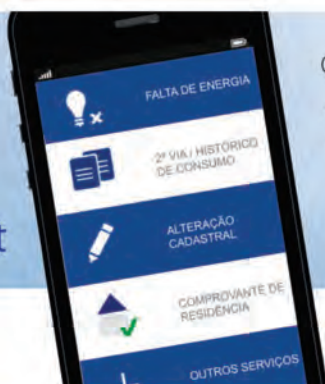 FALTA DE ENERGIA
2ª VIA / HISTÓRICO
DE CONSUMO
ALTERAÇÃO
CADASTRAL
COMPROVANTE DE
RESIDÊNCIA
OUTROS SERVIÇOS